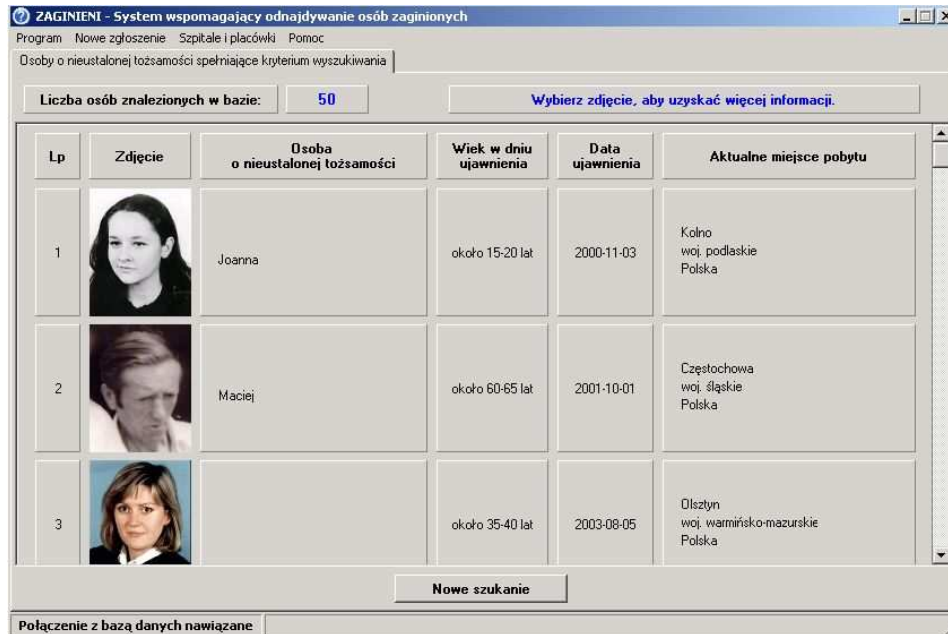 ZAGINIENI - System wspomagający odnajdywanie osób zaginionych
Program Nowe zgłoszenie Szpitale i placówki Pomoc
Osoby o nieustalonej tożsamości spełniające kryterium wyszukiwania
Liczba osób znalezionych w bazie: 50 Wybierz zdjęcie, aby uzyskać więcej informacji.
Lp Zdjęcie Osoba o nieustalonej tożsamości Wiek w dniu ujawnienia Data ujawnienia Aktualne miejsce pobytu
1 Joanna około 15-20 lat 2000-11-03 Kolno
woj. podlaskie
Polska
2 Maciej około 60-65 lat 2001-10-01 Częstochowa
woj. śląskie
Polska
3 około 35-40 lat 2003-08-05 Olsztyn
woj. warmińsko-mazurskie
Polska
Nowe szukanie
Połączenie z bazą danych nawiązane